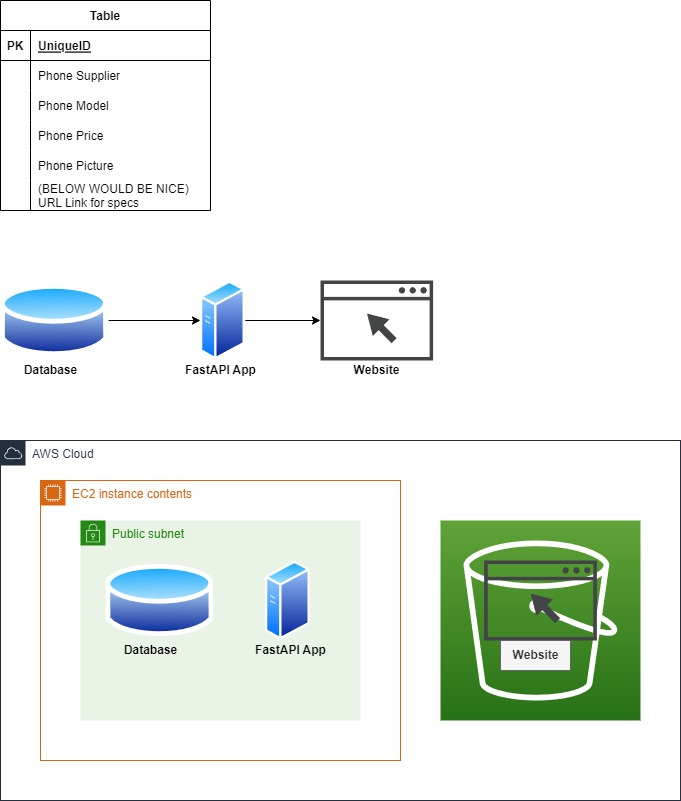 Table
PK UniqueID
Phone Supplier
Phone Model
Phone Price
Phone Picture
(BELOW WOULD BE NICE)
URL Link for specs
Database
FastAPI App
Website
AWS Cloud
EC2 instance contents
Public subnet
Database
FastAPI App
Website